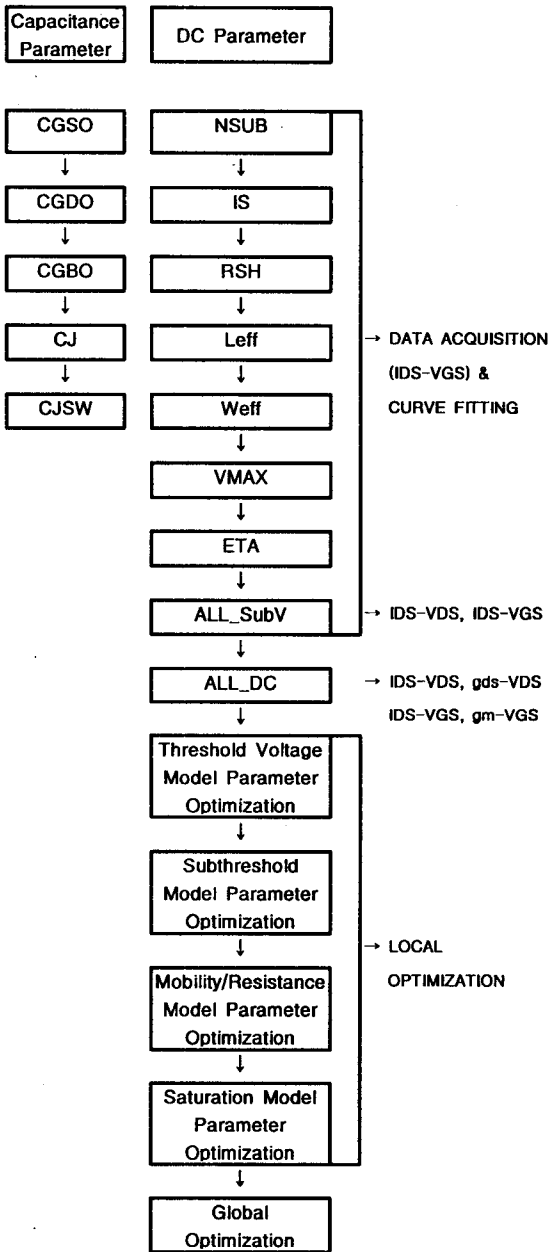 Capacitance
Parameter
DC Parameter
CGSO
↓
CGDO
↓
CGBO
↓
CJ
↓
CJSW
NSUB
↓
IS
↓
RSH
↓
Leff
↓
Weff
↓
VMAX
↓
ETA
↓
ALL_SubV
↓
ALL_DC
↓
Threshold Voltage
Model Parameter
Optimization
↓
Subthreshold
Model Parameter
Optimization
↓
Mobility/Resistance
Model Parameter
Optimization
↓
Saturation Model
Parameter
Optimization
↓
Global
Optimization
→ DATA ACQUISITION
(IDS-VGS) &
CURVE FITTING
→ IDS-VDS, IDS-VGS
→ IDS-VDS, gds-VDS
IDS-VGS, gm-VGS
→ LOCAL
OPTIMIZATION